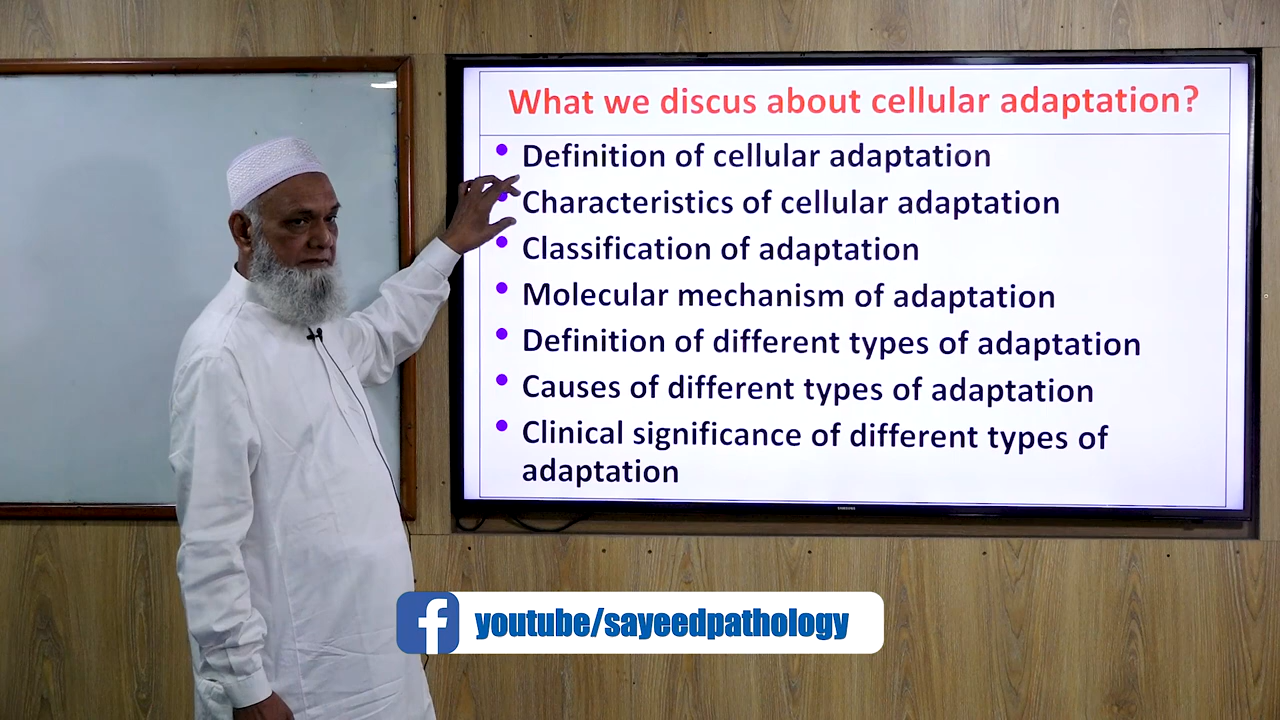 What we discus about cellular adaptation?
• Definition of cellular adaptation
• Characteristics of cellular adaptation
• Classification of adaptation
• Molecular mechanism of adaptation
• Definition of different types of adaptation
• Causes of different types of adaptation
• Clinical significance of different types of
adaptation
SAMSUNG
f youtube/sayeedpathology